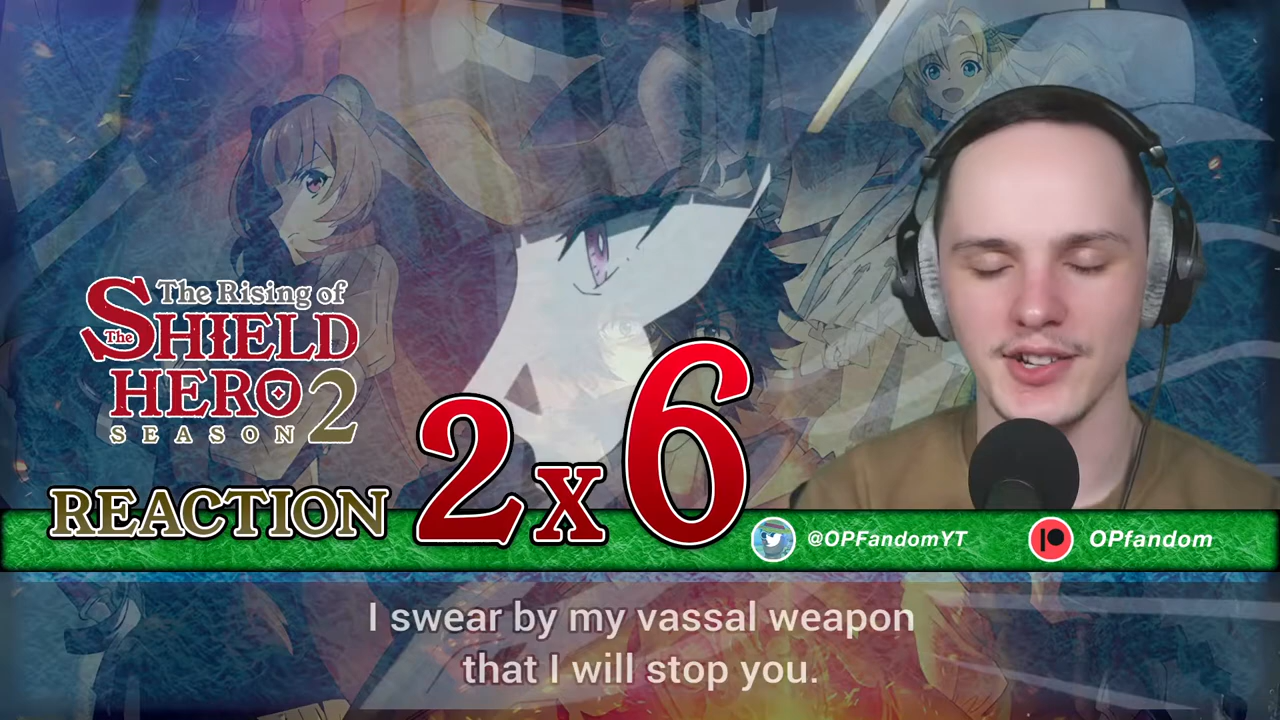 The Rising of
The SHIELD
HERO 2
SEASON
REACTION 2x6
@OPFandomYT
OPfandom
I swear by my vassal weapon
that I will stop you.